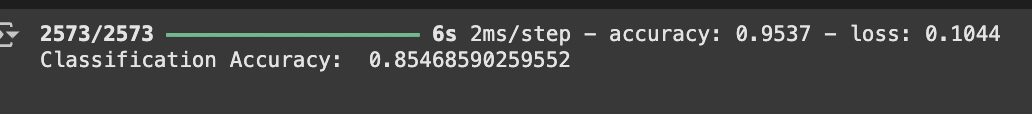 2573/2573 ━━━━━━━━━━━━━━━━━━━━ 6s 2ms/step – accuracy: 0.9537 – loss: 0.1044
Classification Accuracy:  0.85468590259552